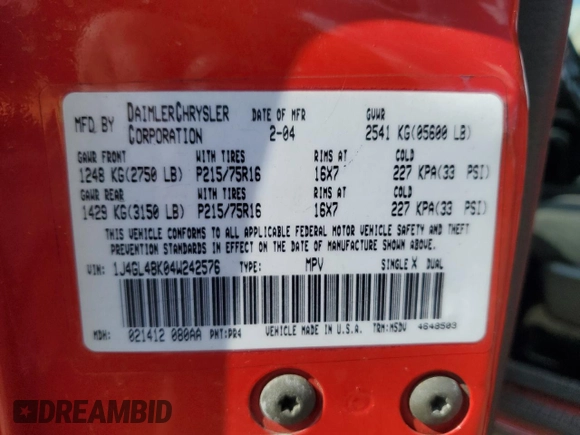 MFD BY DAIMLERCHRYSLER CORPORATION DATE OF MFR 2-04 GVWR 2541 KG(05600 LB)
GAWR FRONT WITH TIRES RIMS AT COLD
1248 KG(2750 LB) P215/75R16 16X7 227 KPA(33 PSI)
GAWR REAR WITH TIRES RIMS AT COLD
1429 KG(3150 LB) P215/75R16 16X7 227 KPA(33 PSI)
THIS VEHICLE CONFORMS TO ALL APPLICABLE FEDERAL MOTOR VEHICLE SAFETY AND THEFT
PREVENTION STANDARDS IN EFFECT ON THE DATE OF MANUFACTURE SHOWN ABOVE.
VIN: 1J4GL48K04W242576 TYPE: MPV SINGLE X DUAL
MDH: 021412 080AA PNT:PR4 VEHICLE MADE IN U.S.A. TRM:MSDV 4648503
DREAMBID